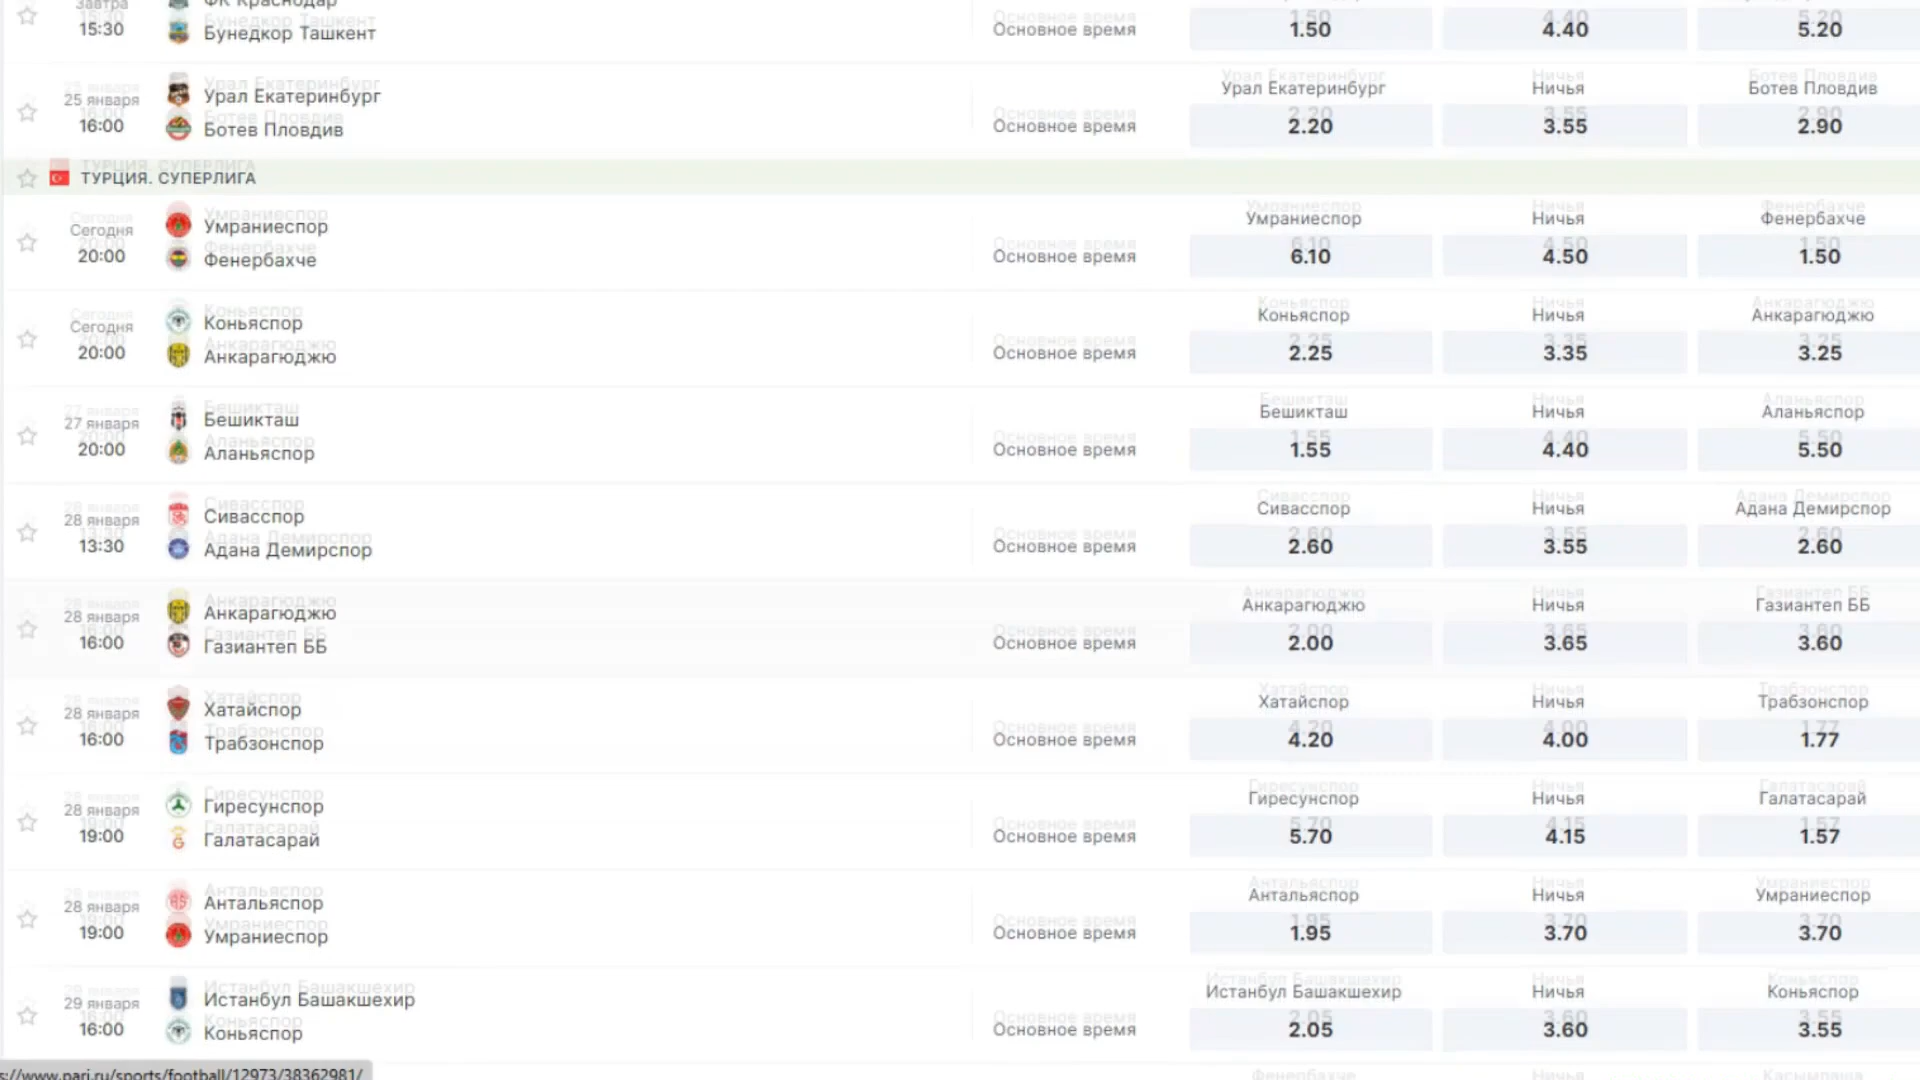 Завтра
ФК Краснодар
15:30
Бунедкор Ташкент
Основное время
1.50
4.40
5.20
25 января
Урал Екатеринбург
16:00
Ботев Пловдив
Основное время
Урал Екатеринбург
Ничья
Ботев Пловдив
2.20
3.55
2.90
ТУРЦИЯ. СУПЕРЛИГА
Сегодня
Умраниеспор
20:00
Фенербахче
Основное время
Умраниеспор
Ничья
Фенербахче
6.10
4.50
1.50
Сегодня
Коньяспор
20:00
Анкарагюджю
Основное время
Коньяспор
Ничья
Анкарагюджю
2.25
3.35
3.25
27 января
Бешикташ
20:00
Аланьяспор
Основное время
Бешикташ
Ничья
Аланьяспор
1.55
4.40
5.50
28 января
Сивасспор
13:30
Адана Демирспор
Основное время
Сивасспор
Ничья
Адана Демирспор
2.60
3.55
2.60
28 января
Анкарагюджю
16:00
Газиантеп ББ
Основное время
Анкарагюджю
Ничья
Газиантеп ББ
2.00
3.65
3.60
28 января
Хатайспор
16:00
Трабзонспор
Основное время
Хатайспор
Ничья
Трабзонспор
4.20
4.00
1.77
28 января
Гиресунспор
19:00
Галатасарай
Основное время
Гиресунспор
Ничья
Галатасарай
5.70
4.15
1.57
28 января
Антальяспор
19:00
Умраниеспор
Основное время
Антальяспор
Ничья
Умраниеспор
1.95
3.70
3.70
29 января
Истанбул Башакшехир
16:00
Коньяспор
Основное время
Истанбул Башакшехир
Ничья
Коньяспор
2.05
3.60
3.55
s://www.pari.ru/sports/football/12973/38362981/
Фенербахче
Ничья
Касымпаша